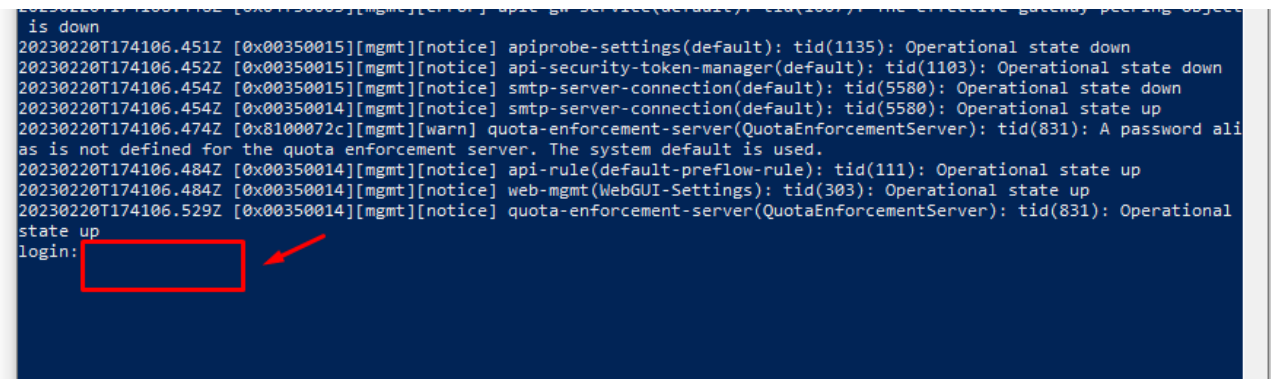 is down
20230220T174106.451Z [0x00350015][mgmt][notice] apiprobe-settings(default): tid(1135): Operational state down
20230220T174106.452Z [0x00350015][mgmt][notice] api-security-token-manager(default): tid(1103): Operational state down
20230220T174106.454Z [0x00350015][mgmt][notice] smtp-server-connection(default): tid(5580): Operational state down
20230220T174106.454Z [0x00350014][mgmt][notice] smtp-server-connection(default): tid(5580): Operational state up
20230220T174106.474Z [0x8100072c][mgmt][warn] quota-enforcement-server(QuotaEnforcementServer): tid(831): A password ali
as is not defined for the quota enforcement server. The system default is used.
20230220T174106.484Z [0x00350014][mgmt][notice] api-rule(default-preflow-rule): tid(111): Operational state up
20230220T174106.484Z [0x00350014][mgmt][notice] web-mgmt(WebGUI-Settings): tid(303): Operational state up
20230220T174106.529Z [0x00350014][mgmt][notice] quota-enforcement-server(QuotaEnforcementServer): tid(831): Operational
state up
login: